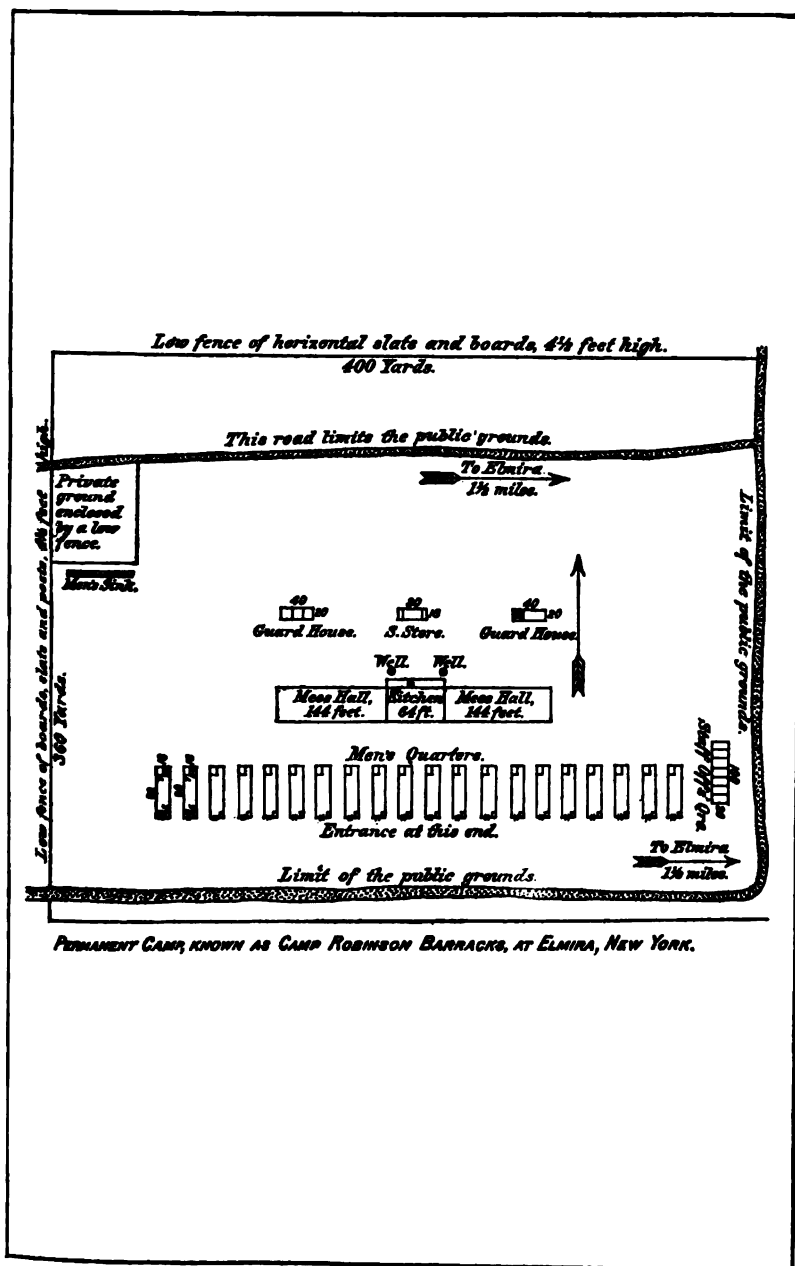 Low fence of horizontal slats and boards, 4½ feet high.
400 Yards.
This road limits the public grounds.
To Elmira
1½ miles.
Private
ground
enclosed
by a low
fence.
Men's Sink.
Low fence of boards, slats and posts, 4½ feet high.
360 Yards.
Limit of the public grounds.
40
20
Guard House.
20
S. Store.
40
20
Guard House.
Well.
Well.
Mess Hall,
144 feet.
Kitchen
64 ft.
Mess Hall,
144 feet.
Men's Quarters.
Entrance at this end.
Staff Off's Qrs.
100
20
To Elmira
1½ miles.
Limit of the public grounds.
PERMANENT CAMP, KNOWN AS CAMP ROBINSON BARRACKS, AT ELMIRA, NEW YORK.